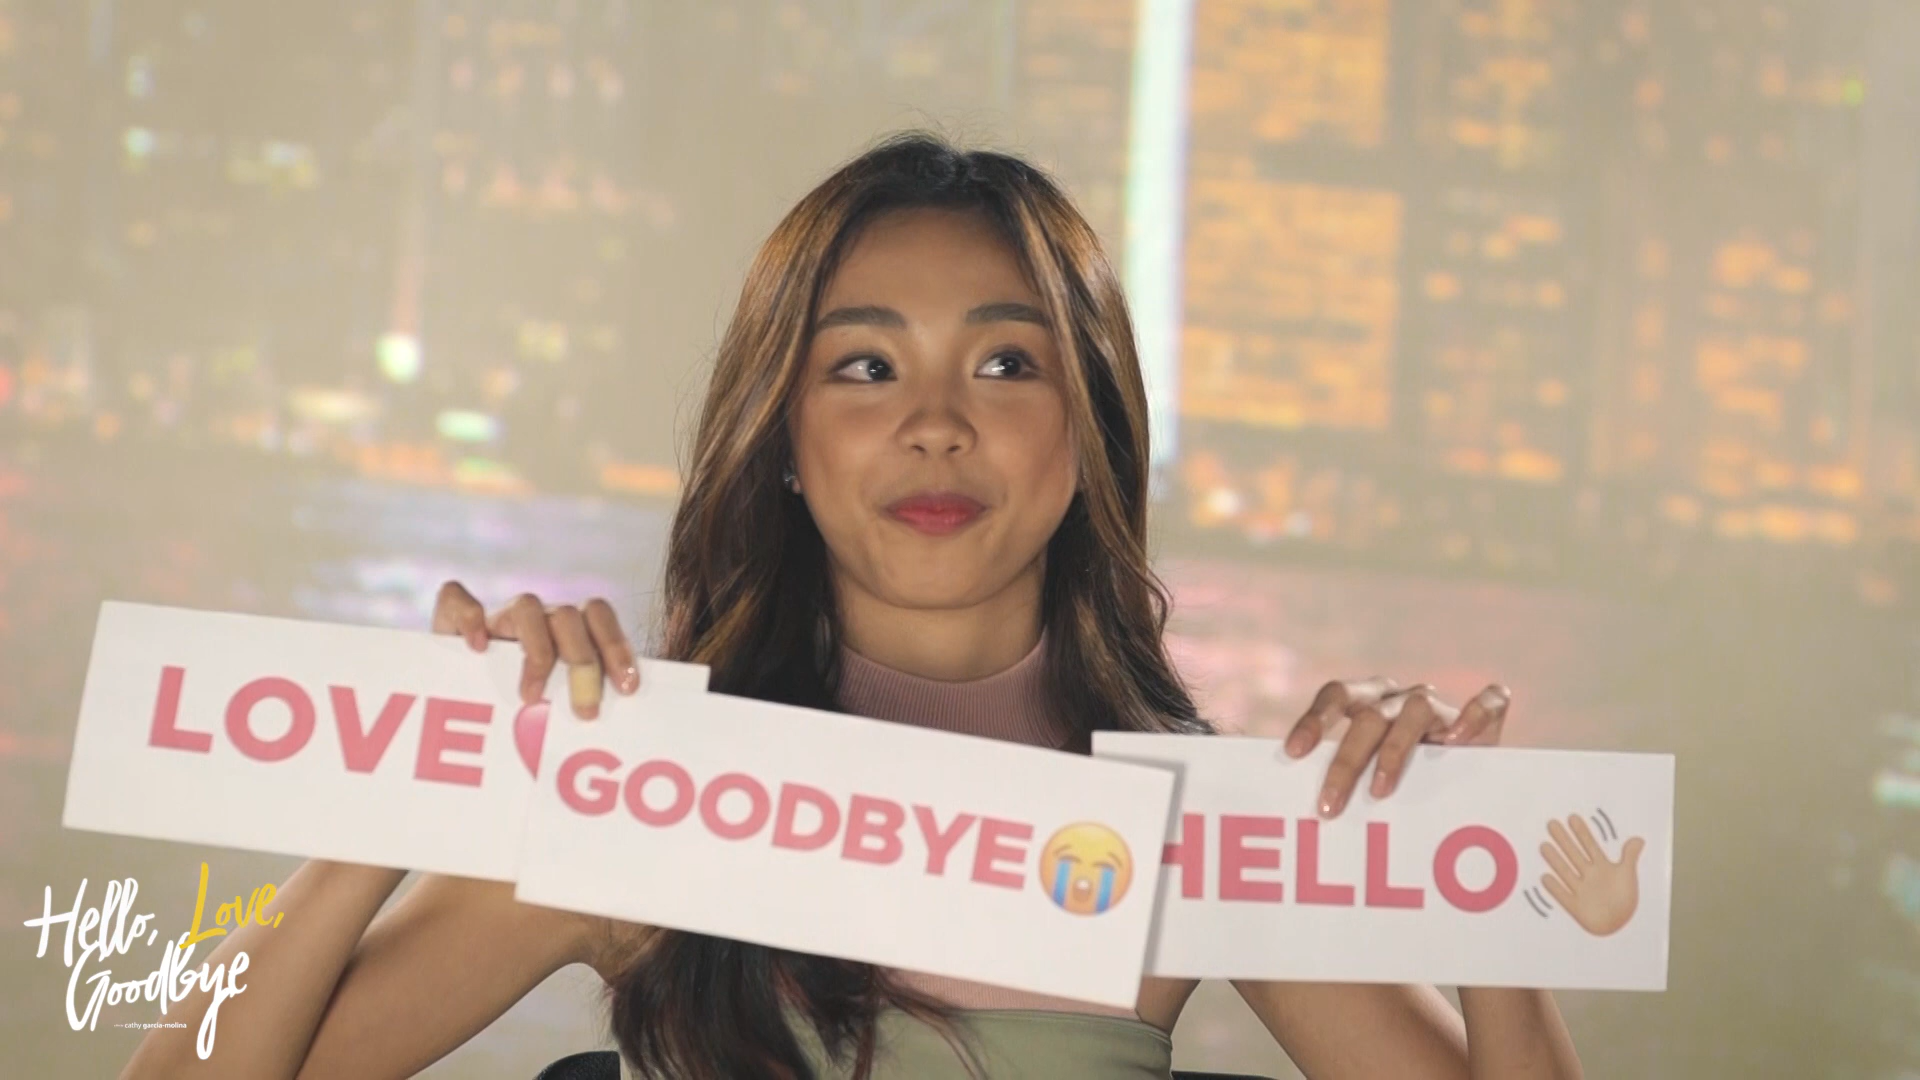 LOVE
GOODBYE
HELLO
Hello, Love,
Goodbye
cathy garcia-molina